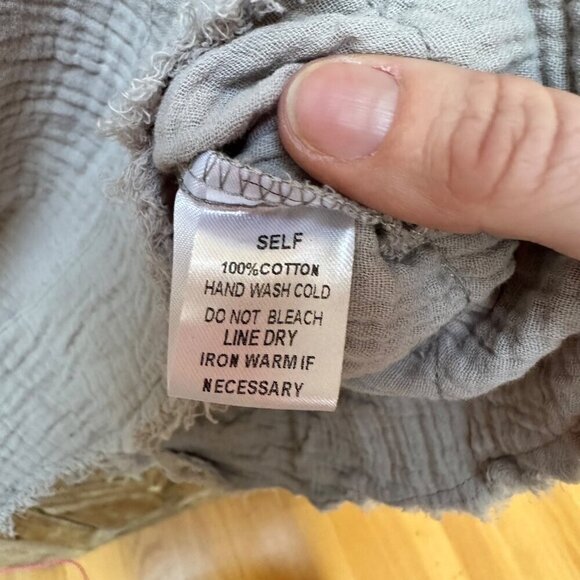 SELF
100%COTTON
HAND WASH COLD
DO NOT BLEACH
LINE DRY
IRON WARM IF
NECESSARY